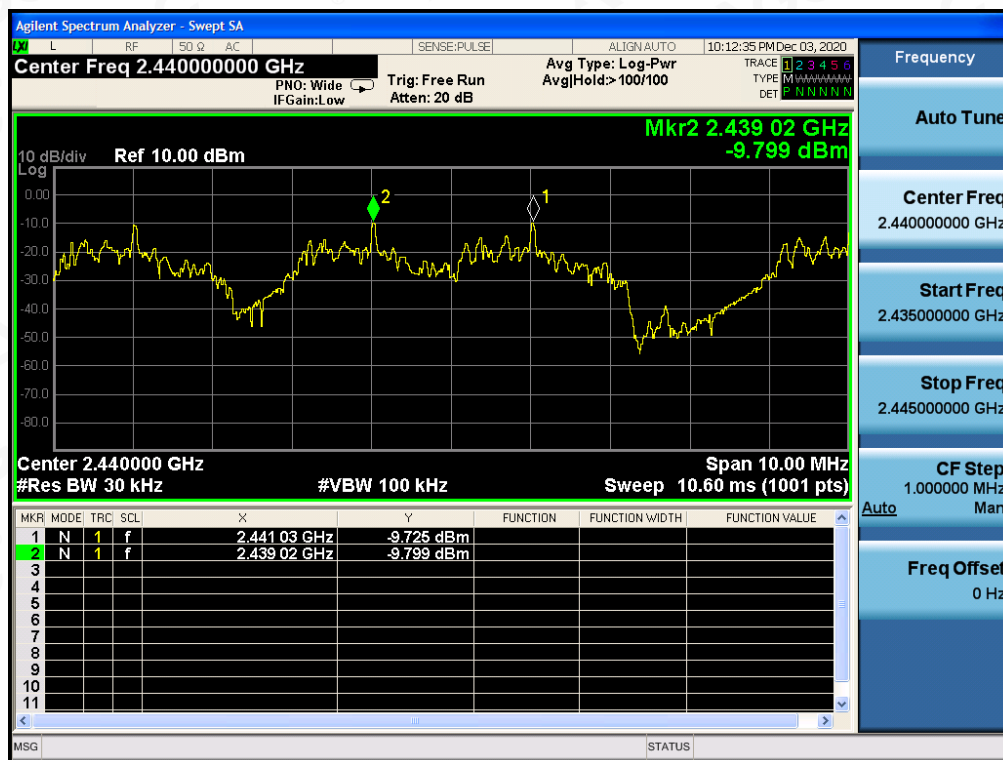 Agilent Spectrum Analyzer - Swept SA
LXI L RF 50 Ω AC SENSE:PULSE ALIGN AUTO 10:12:35 PM Dec 03, 2020
Center Freq 2.440000000 GHz
PNO: Wide
IFGain:Low
Trig: Free Run
Atten: 20 dB
Avg Type: Log-Pwr
Avg|Hold:>100/100
TRACE 1 2 3 4 5 6
TYPE M
DET P N N N N N
Mkr2 2.439 02 GHz
-9.799 dBm
10 dB/div Ref 10.00 dBm
Log
0.00
-10.0
-20.0
-30.0
-40.0
-50.0
-60.0
-70.0
-80.0
2
1
Center 2.440000 GHz Span 10.00 MHz
#Res BW 30 kHz #VBW 100 kHz Sweep 10.60 ms (1001 pts)
MKR MODE TRC SCL X Y FUNCTION FUNCTION WIDTH FUNCTION VALUE
1 N 1 f 2.441 03 GHz -9.725 dBm
2 N 1 f 2.439 02 GHz -9.799 dBm
3
4
5
6
7
8
9
10
11
MSG STATUS
Frequency
Auto Tune
Center Freq
2.440000000 GHz
Start Freq
2.435000000 GHz
Stop Freq
2.445000000 GHz
CF Step
1.000000 MHz
Auto Man
Freq Offset
0 Hz